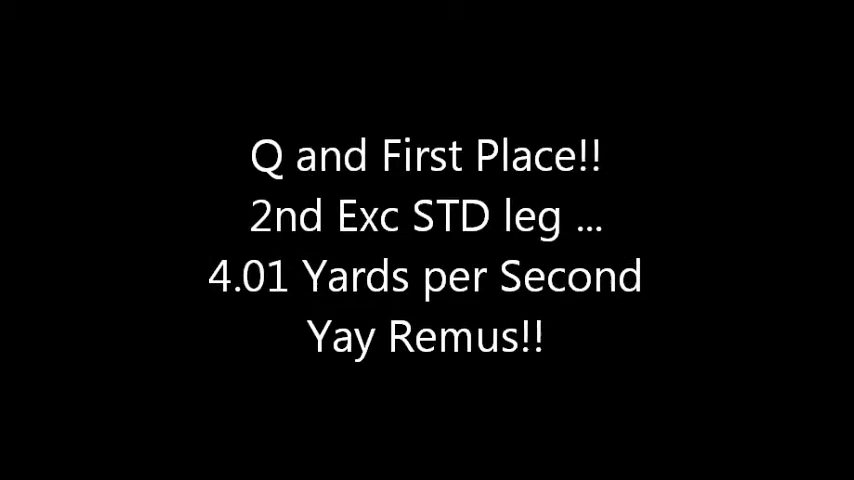 Q and First Place!!
2nd Exc STD leg ...
4.01 Yards per Second
Yay Remus!!